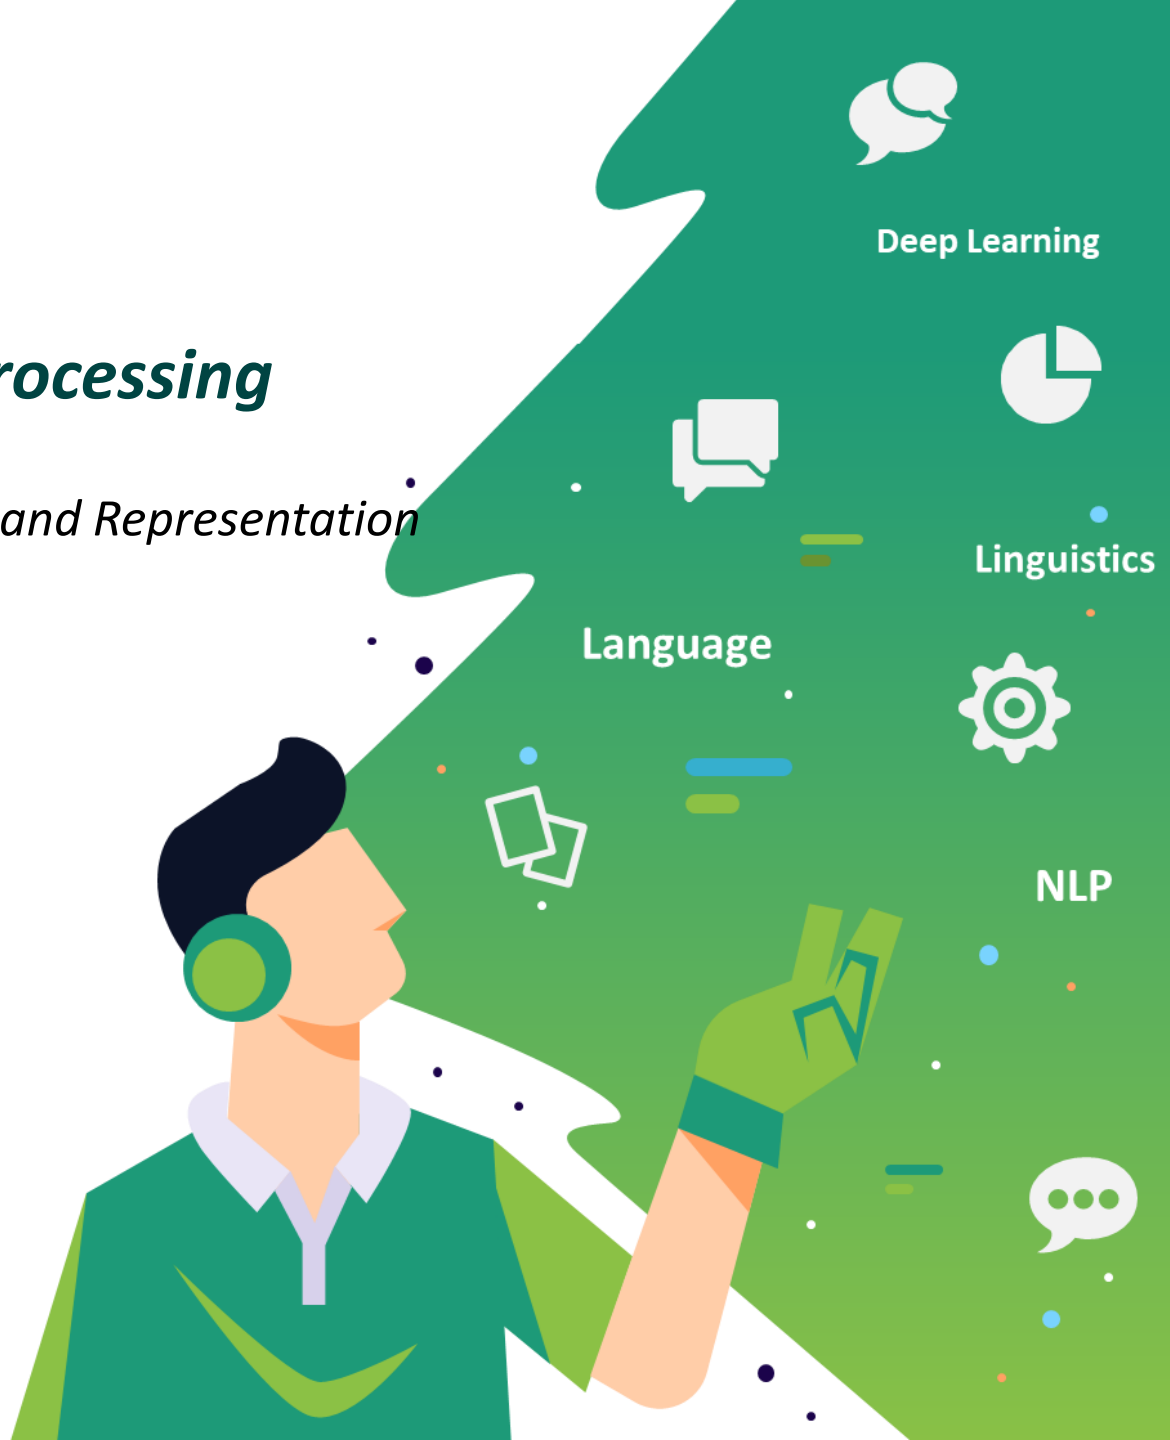 Deep Learning
rocessing
and Representation
Linguistics
Language
NLP